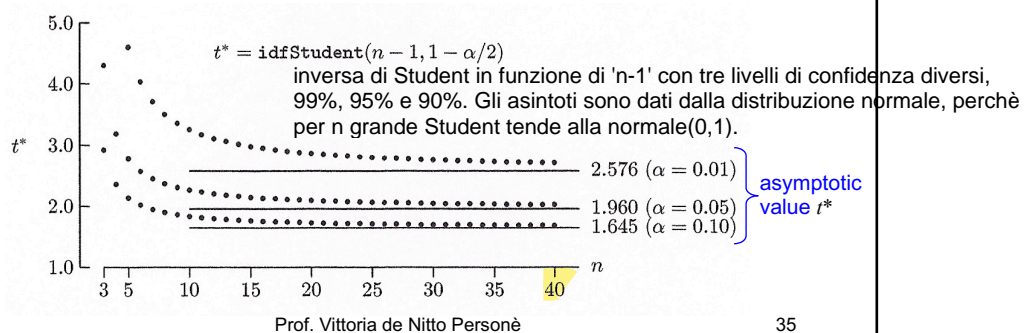 5.0
t* = idfStudent(n − 1, 1 − α/2)
inversa di Student in funzione di 'n-1' con tre livelli di confidenza diversi,
4.0
99%, 95% e 90%. Gli asintoti sono dati dalla distribuzione normale, perchè
per n grande Student tende alla normale(0,1).
t* 3.0
2.576 (α = 0.01)
asymptotic
value t*
2.0
1.960 (α = 0.05)
1.645 (α = 0.10)
1.0
n
3 5 10 15 20 25 30 35 40
Prof. Vittoria de Nitto Personè 35